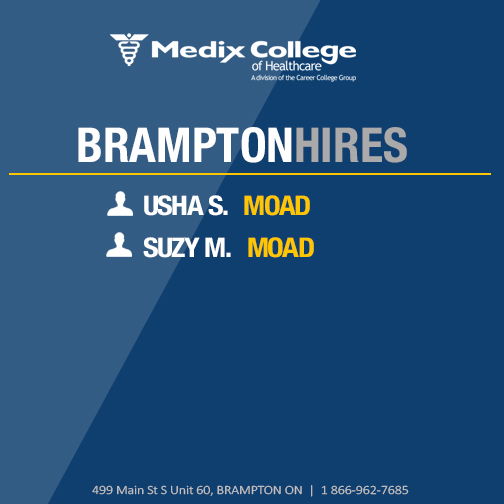 Medix College
of Healthcare
A division of the Career College Group
BRAMPTONHIRES
USHA S. MOAD
SUZY M. MOAD
499 Main St S Unit 60, BRAMPTON ON | 1 866-962-7685